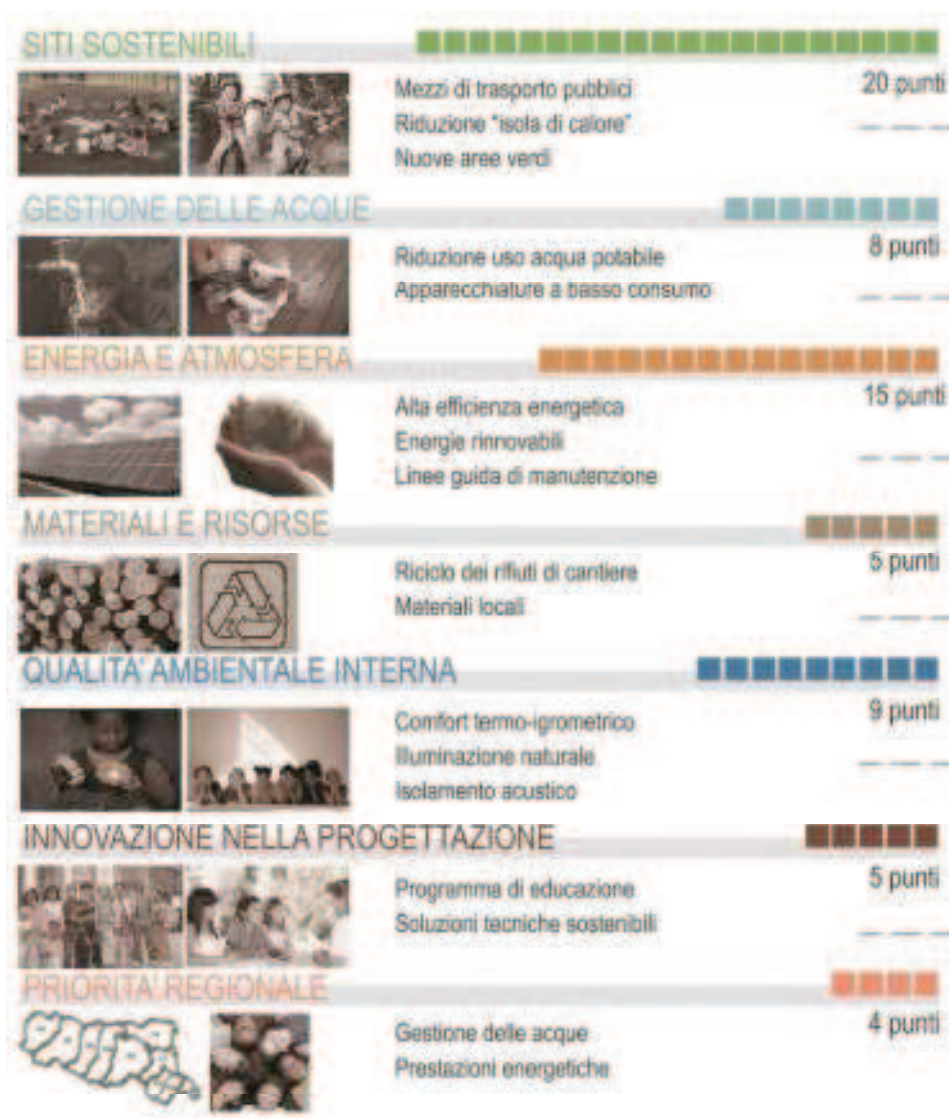 SITI SOSTENIBILI
20 punti
Mezzi di trasporto pubblici
Riduzione "isola di calore"
Nuove aree verdi
GESTIONE DELLE ACQUE
8 punti
Riduzione uso acqua potabile
Apparecchiature a basso consumo
ENERGIA E ATMOSFERA
15 punti
Alta efficienza energetica
Energie rinnovabili
Linee guida di manutenzione
MATERIALI E RISORSE
5 punti
Riciclo dei rifiuti di cantiere
Materiali locali
QUALITA' AMBIENTALE INTERNA
9 punti
Comfort termo-igrometrico
Illuminazione naturale
Isolamento acustico
INNOVAZIONE NELLA PROGETTAZIONE
5 punti
Programma di educazione
Soluzioni tecniche sostenibili
PRIORITA' REGIONALE
4 punti
Gestione delle acque
Prestazioni energetiche